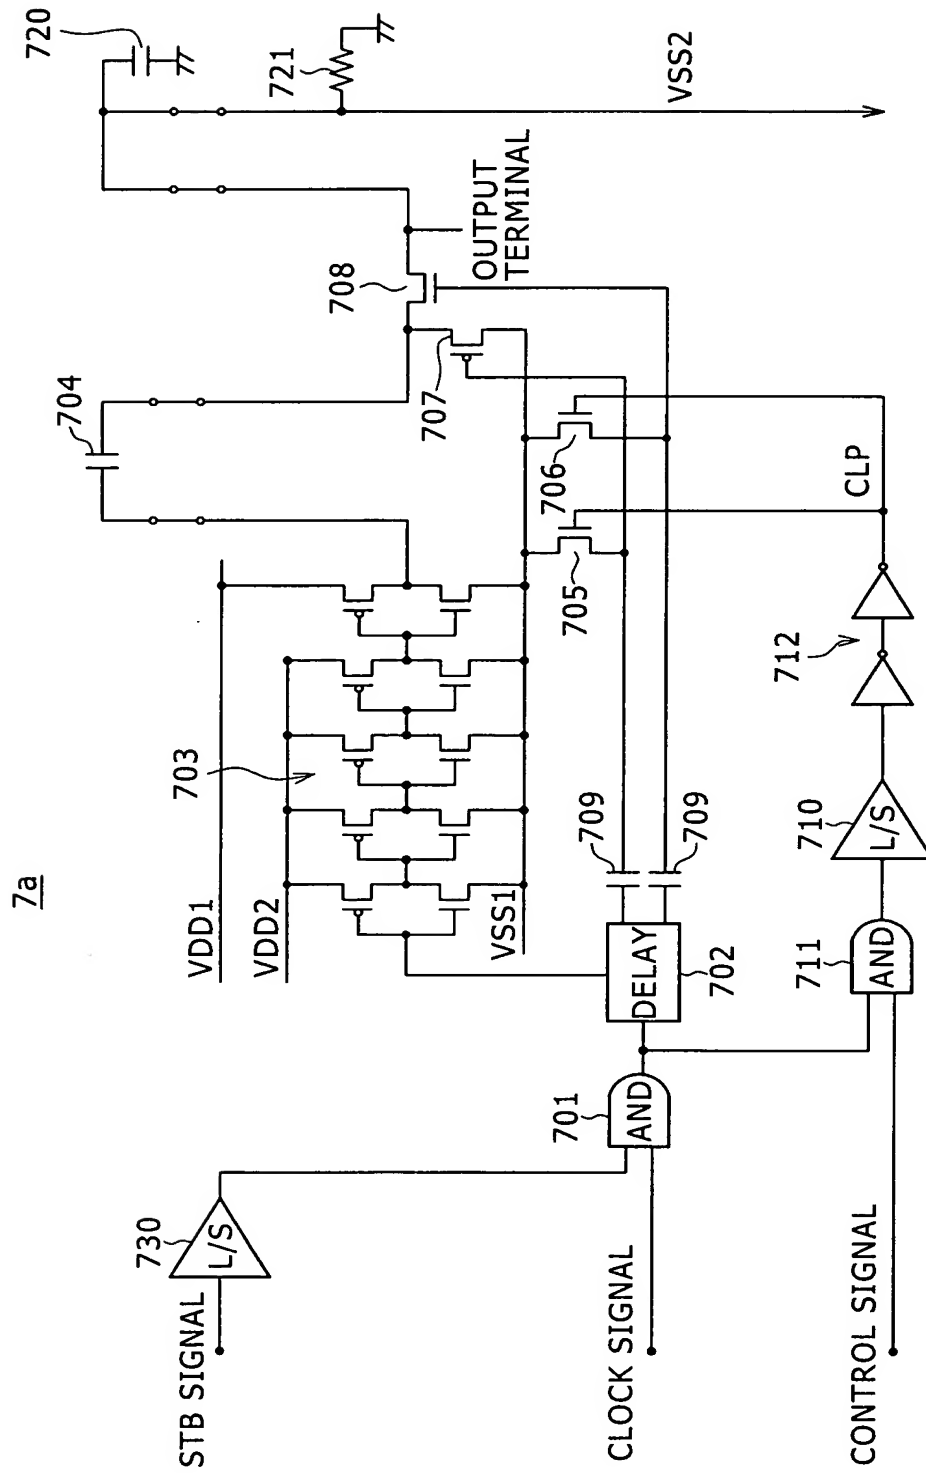 7a
VDD1
VDD2
VSS1
703
704
720
721
VSS2
OUTPUT
TERMINAL
708
707
706
705
CLP
712
709
709
710
L/S
DELAY
702
711
AND
701
AND
730
L/S
STB SIGNAL
CLOCK SIGNAL
CONTROL SIGNAL